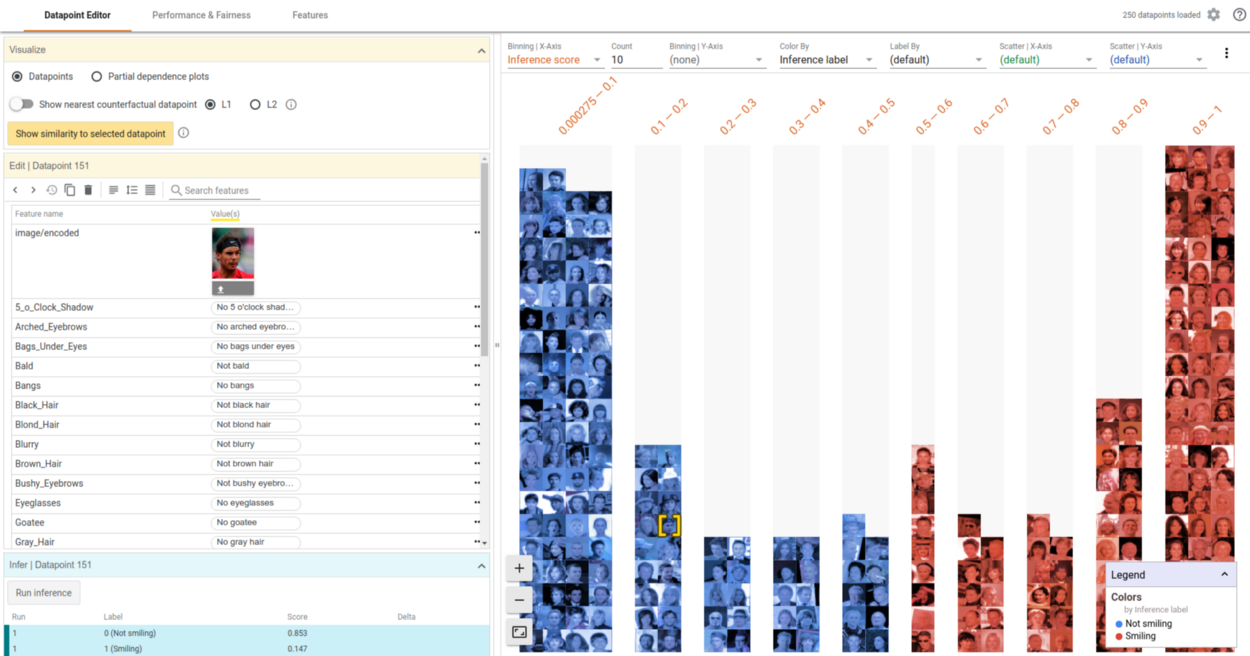 Datapoint Editor Performance & Fairness Features 250 datapoints loaded
Visualize
Datapoints Partial dependence plots
Show nearest counterfactual datapoint L1 L2
Show similarity to selected datapoint
Edit | Datapoint 151
Search features
Feature name Value(s)
image/encoded
5_o_Clock_Shadow No 5 o'clock shad...
Arched_Eyebrows No arched eyebro...
Bags_Under_Eyes No bags under eyes
Bald Not bald
Bangs No bangs
Black_Hair Not black hair
Blond_Hair Not blond hair
Blurry Not blurry
Brown_Hair Not brown hair
Bushy_Eyebrows Not bushy eyebro...
Eyeglasses No eyeglasses
Goatee No goatee
Gray_Hair No gray hair
Infer | Datapoint 151
Run inference
Run Label Score Delta
1 0 (Not smiling) 0.853
1 1 (Smiling) 0.147
Binning | X-Axis Count Binning | Y-Axis Color By Label By Scatter | X-Axis Scatter | Y-Axis
Inference score 10 (none) Inference label (default) (default) (default)
0.000275 – 0.1
0.1 – 0.2
0.2 – 0.3
0.3 – 0.4
0.4 – 0.5
0.5 – 0.6
0.6 – 0.7
0.7 – 0.8
0.8 – 0.9
0.9 – 1
Legend
Colors
by Inference label
Not smiling
Smiling